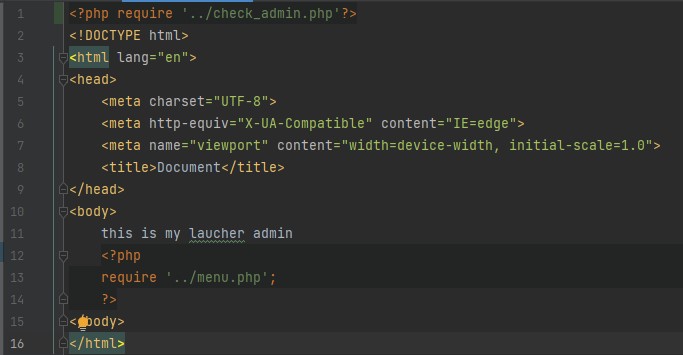 1 <?php require '../check_admin.php'?>
2 <!DOCTYPE html>
3 <html lang="en">
4 <head>
5     <meta charset="UTF-8">
6     <meta http-equiv="X-UA-Compatible" content="IE=edge">
7     <meta name="viewport" content="width=device-width, initial-scale=1.0">
8     <title>Document</title>
9 </head>
10 <body>
11     this is my laucher admin
12     <?php
13     require '../menu.php';
14     ?>
15 </body>
16 </html>